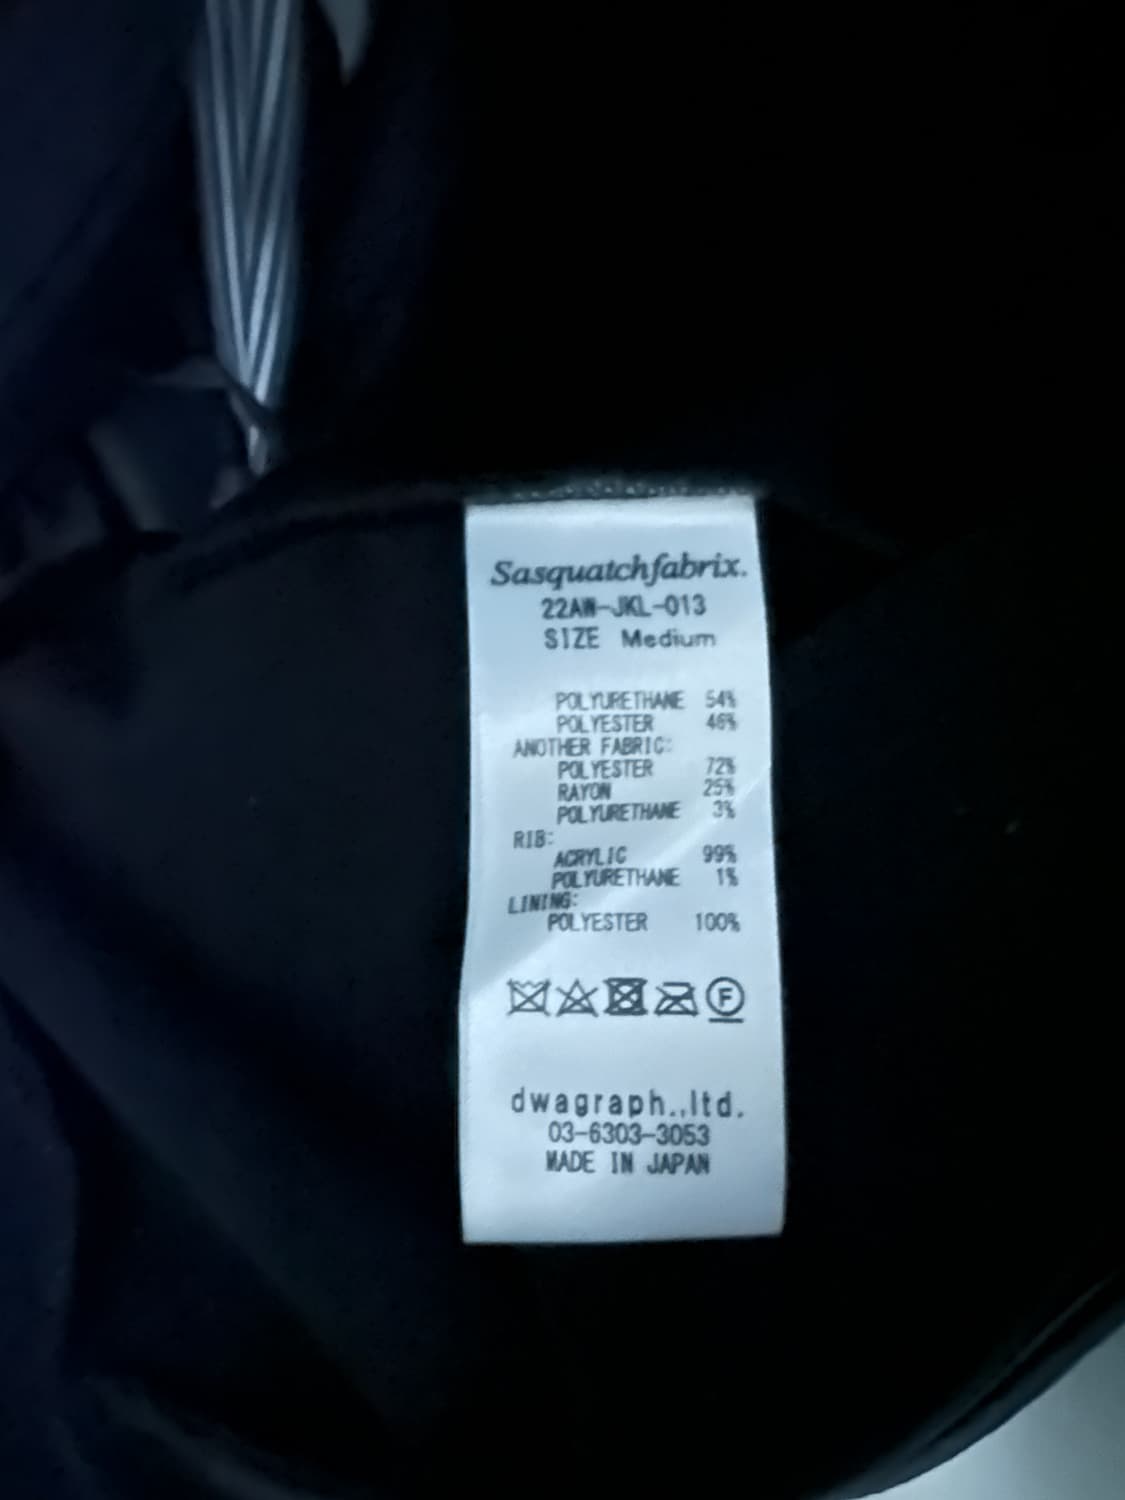 Sasquatchfabrix.
22AW-JKL-013
SIZE Medium
POLYURETHANE 54%
POLYESTER 46%
ANOTHER FABRIC:
POLYESTER 72%
RAYON 25%
POLYURETHANE 3%
RIB:
ACRYLIC 99%
POLYURETHANE 1%
LINING:
POLYESTER 100%
F
dwagraph.,ltd.
03-6303-3053
MADE IN JAPAN